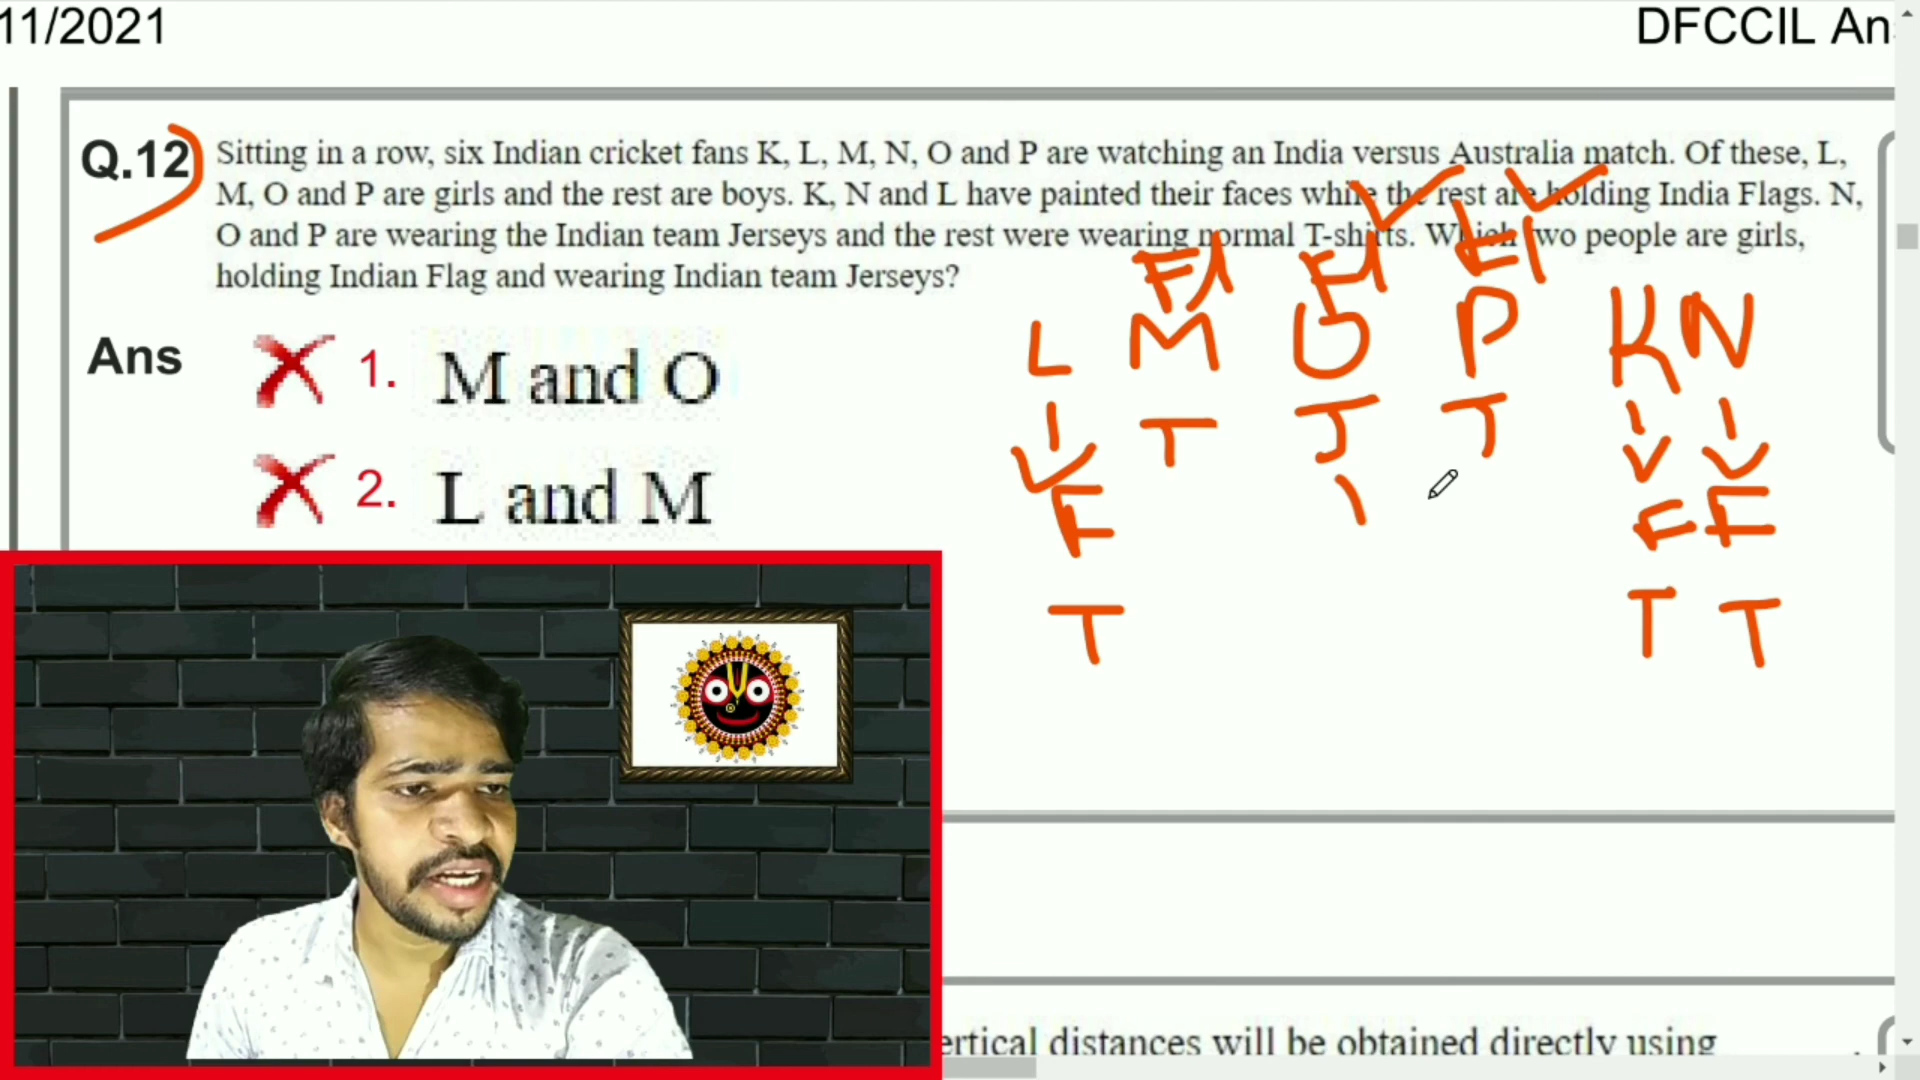 11/2021
DFCCIL An
Q.12 Sitting in a row, six Indian cricket fans K, L, M, N, O and P are watching an India versus Australia match. Of these, L,
M, O and P are girls and the rest are boys. K, N and L have painted their faces while the rest are holding India Flags. N,
O and P are wearing the Indian team Jerseys and the rest were wearing normal T-shirts. Which two people are girls,
holding Indian Flag and wearing Indian team Jerseys?
FI FI FI
L M O P K N
Ans
1. M and O
T J J
2. L and M
F F F
T T T
ertical distances will be obtained directly using